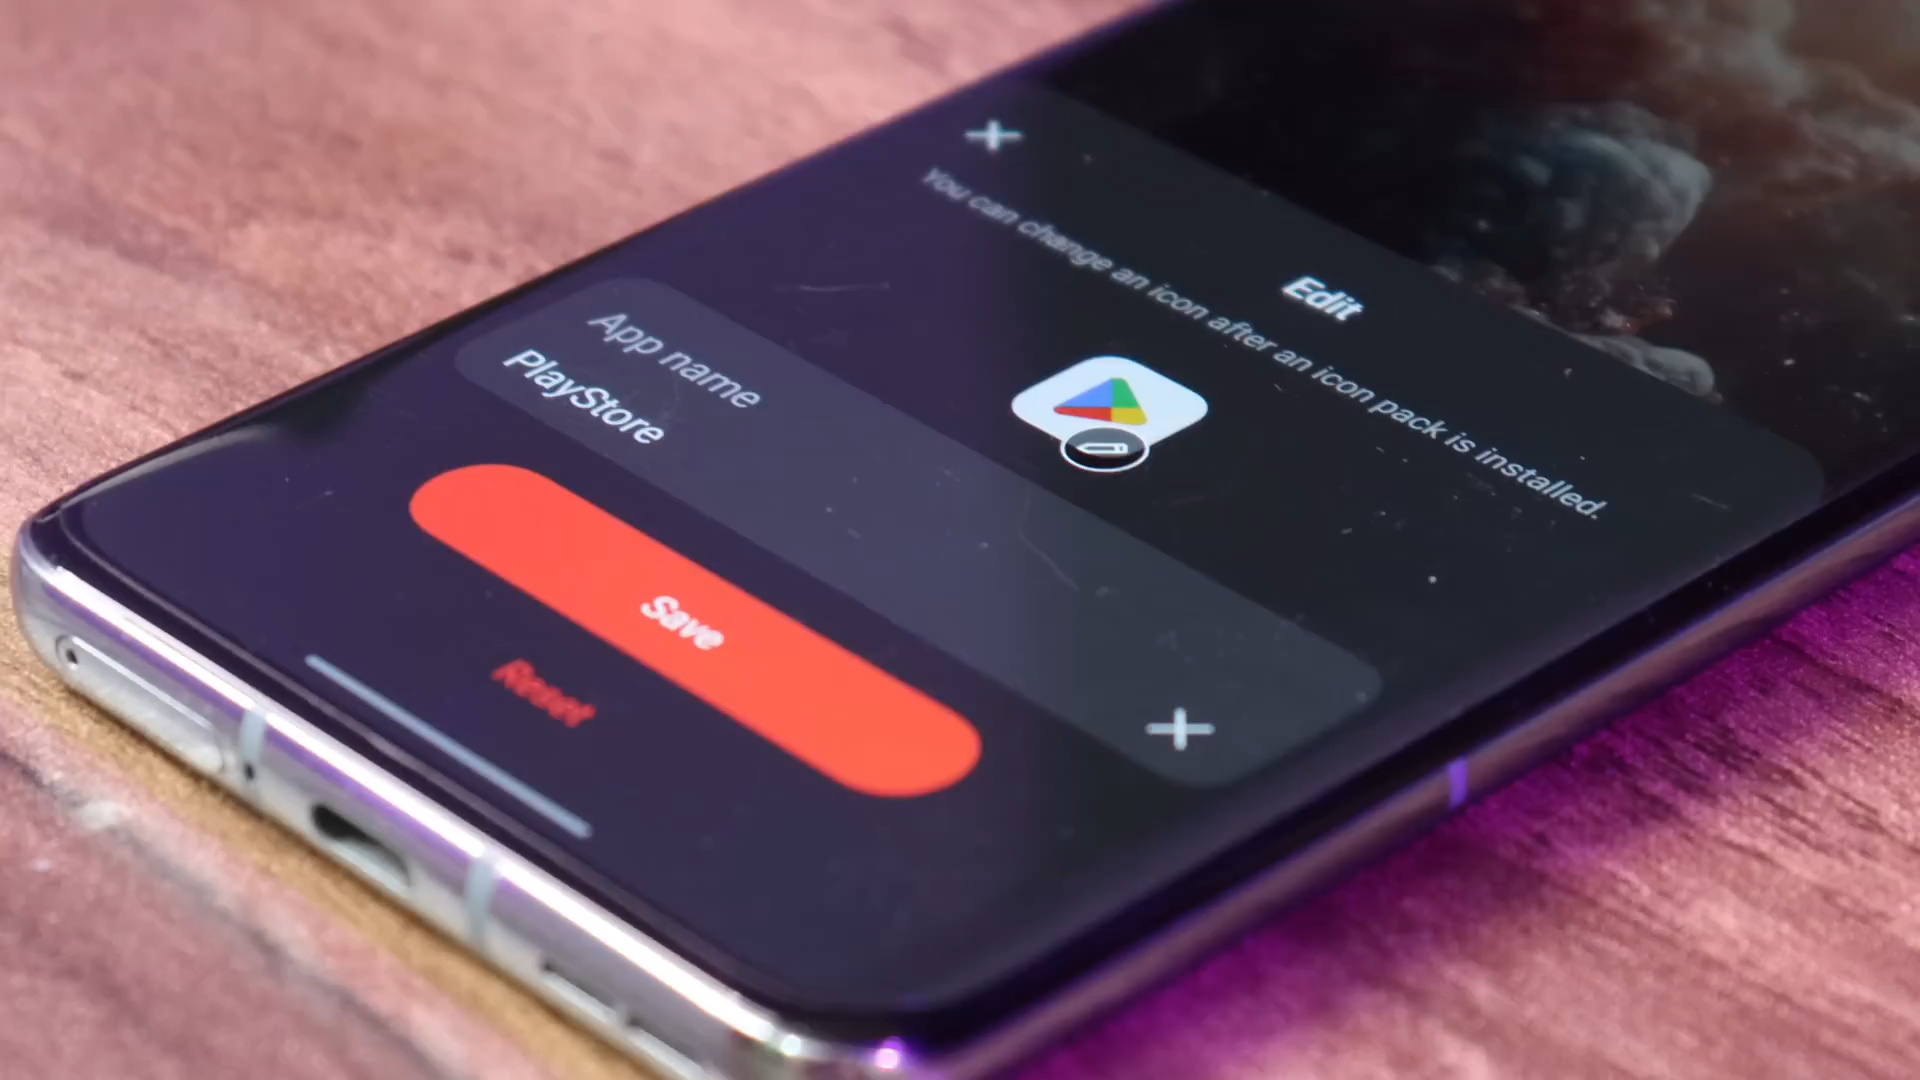 Edit
You can change an icon after an icon pack is installed.
App name
PlayStore
Save
Reset